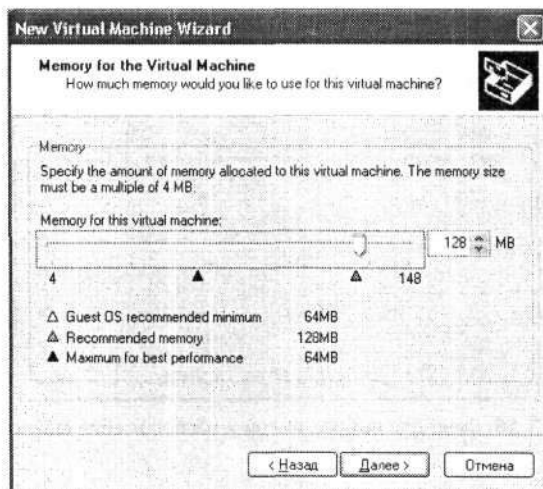 New Virtual Machine Wizard
Memory for the Virtual Machine
How much memory would you like to use for this virtual machine?
Memory
Specify the amount of memory allocated to this virtual machine. The memory size
must be a multiple of 4 MB.
Memory for this virtual machine:
128 MB
4 148
Guest OS recommended minimum 64MB
Recommended memory 128MB
Maximum for best performance 64MB
< Назад Далее > Отмена